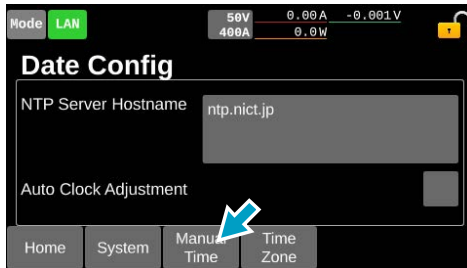 Mode LAN 50V 0.00A -0.001V
400A 0.0W
Date Config
NTP Server Hostname ntp.nict.jp
Auto Clock Adjustment
Home System Manual Time Time Zone